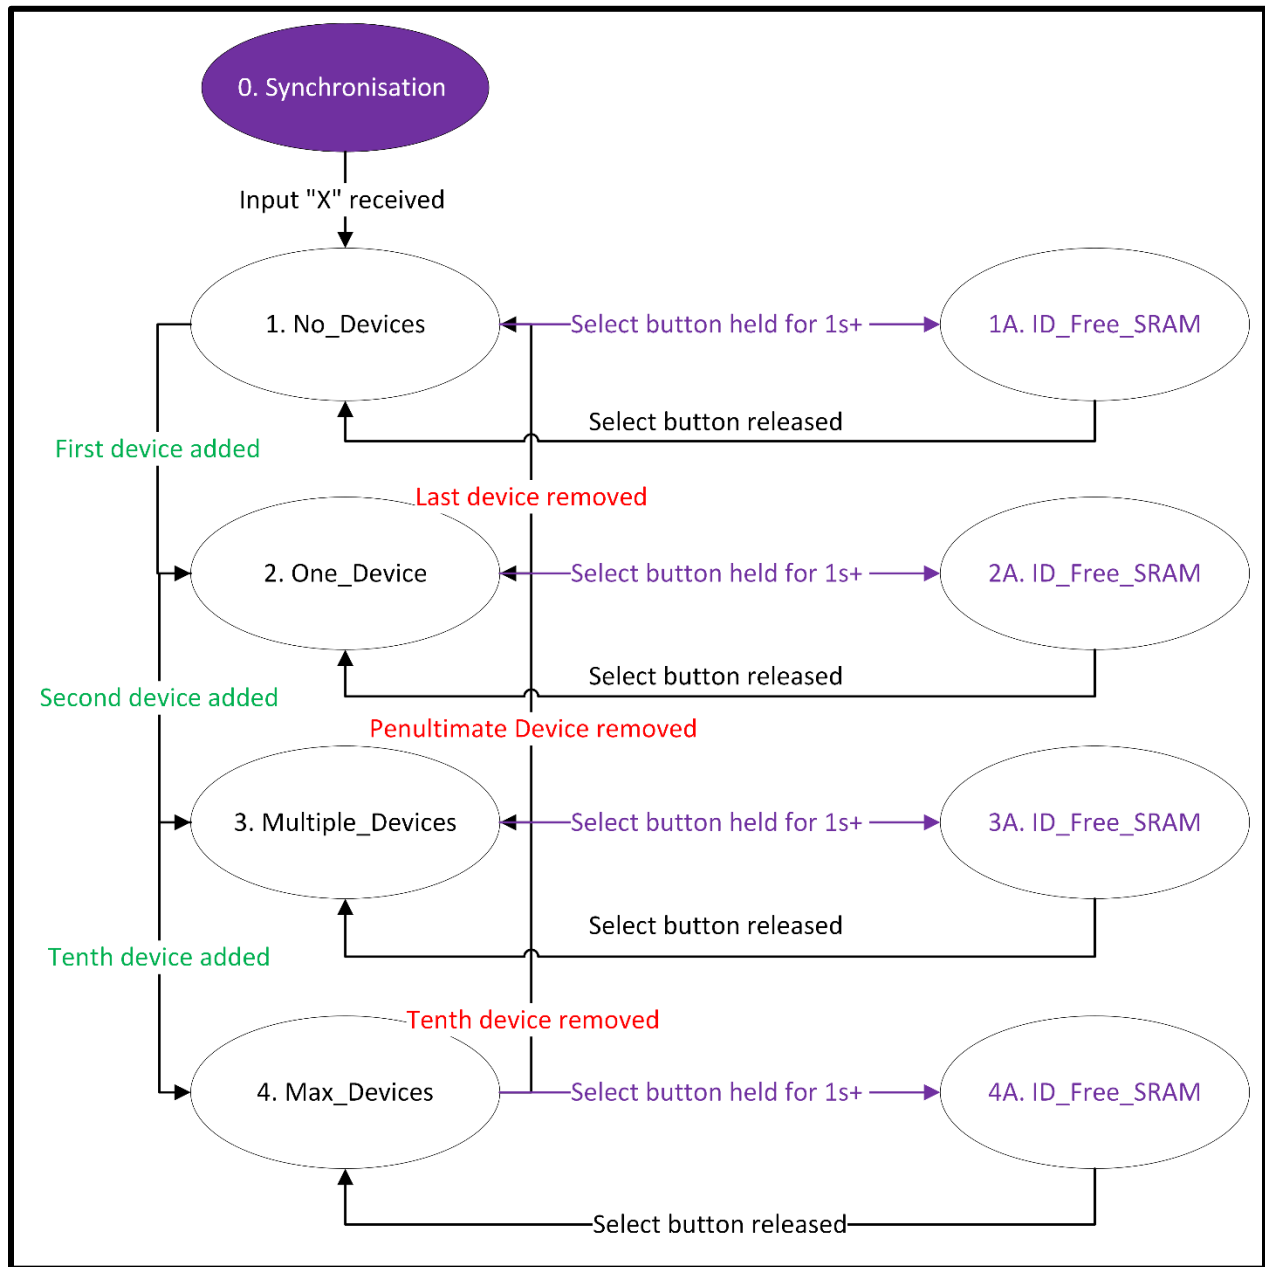 0. Synchronisation
Input "X" received
1. No_Devices
Select button held for 1s+
1A. ID_Free_SRAM
Select button released
First device added
Last device removed
2. One_Device
Select button held for 1s+
2A. ID_Free_SRAM
Select button released
Second device added
Penultimate Device removed
3. Multiple_Devices
Select button held for 1s+
3A. ID_Free_SRAM
Select button released
Tenth device added
Tenth device removed
4. Max_Devices
Select button held for 1s+
4A. ID_Free_SRAM
Select button released